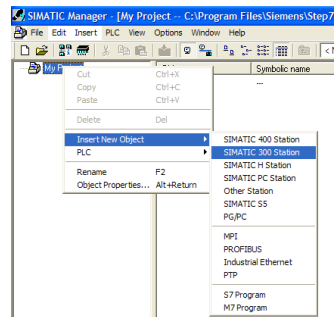 SIMATIC Manager - [My Project -- C:\Program Files\Siemens\Step7
File Edit Insert PLC View Options Window Help
Symbolic name
---
Cut Ctrl+X
Copy Ctrl+C
Paste Ctrl+V
Delete Del
Insert New Object
PLC
Rename F2
Object Properties... Alt+Return
SIMATIC 400 Station
SIMATIC 300 Station
SIMATIC H Station
SIMATIC PC Station
Other Station
SIMATIC S5
PG/PC
MPI
PROFIBUS
Industrial Ethernet
PTP
S7 Program
M7 Program